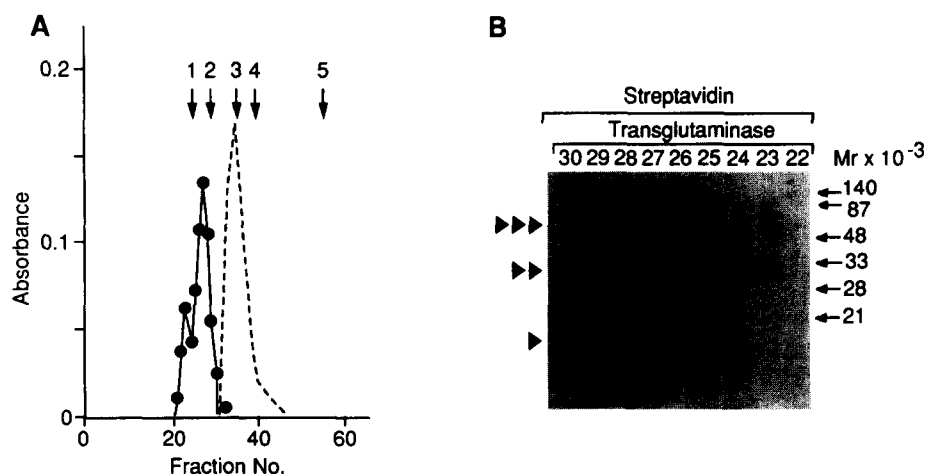 A
0.2
0.1
0
Absorbance
1 2 3 4 5
0 20 40 60
Fraction No.
B
Streptavidin
Transglutaminase
30 29 28 27 26 25 24 23 22 Mr x 10⁻³
140
87
48
33
28
21